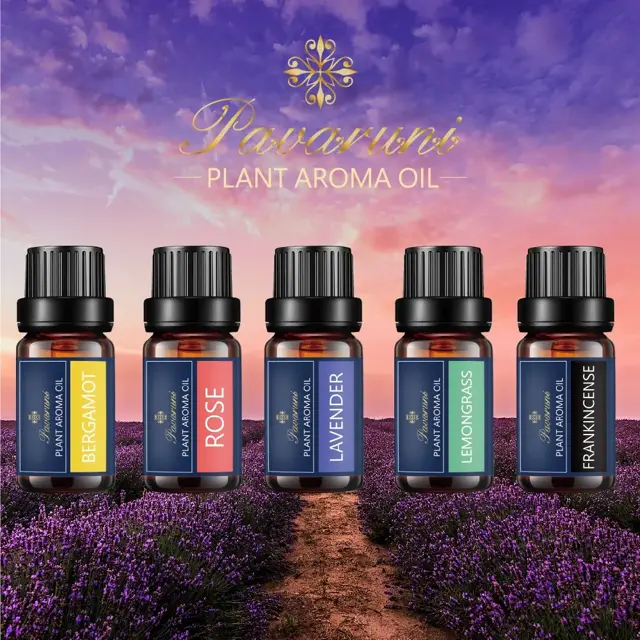 Pavaruni
PLANT AROMA OIL
Pavaruni
PLANT AROMA OIL
BERGAMOT
Pavaruni
PLANT AROMA OIL
ROSE
Pavaruni
PLANT AROMA OIL
LAVENDER
Pavaruni
PLANT AROMA OIL
LEMONGRASS
Pavaruni
PLANT AROMA OIL
FRANKINCENSE